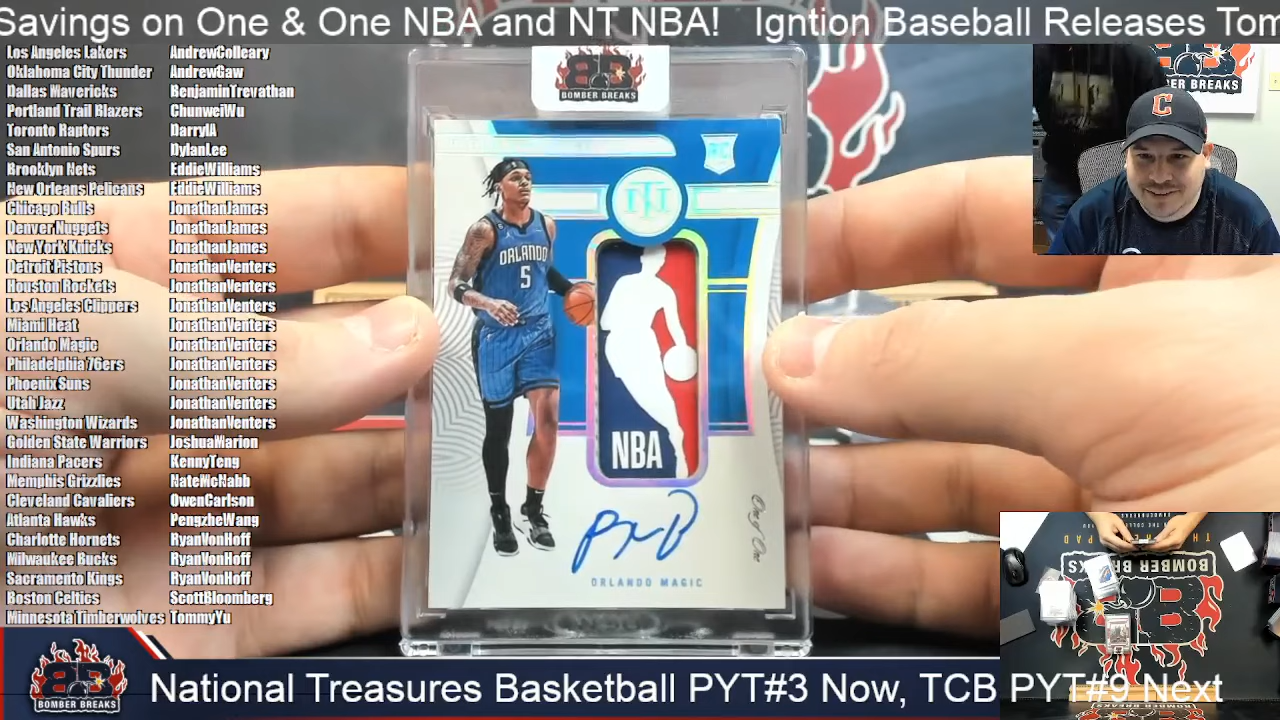 Savings on One & One NBA and NT NBA! Igntion Baseball Releases Tom
Los Angeles Lakers AndrewColleary
Oklahoma City Thunder AndrewGaw
Dallas Mavericks BenjaminTrevathan
Portland Trail Blazers ChunweiWu
Toronto Raptors DarrylA
San Antonio Spurs DylanLee
Brooklyn Nets EddieWilliams
New Orleans Pelicans EddieWilliams
Chicago Bulls JonathanJames
Denver Nuggets JonathanJames
New York Knicks JonathanJames
Detroit Pistons JonathanVenters
Houston Rockets JonathanVenters
Los Angeles Clippers JonathanVenters
Miami Heat JonathanVenters
Orlando Magic JonathanVenters
Philadelphia 76ers JonathanVenters
Phoenix Suns JonathanVenters
Utah Jazz JonathanVenters
Washington Wizards JonathanVenters
Golden State Warriors JoshuaMarion
Indiana Pacers KennyTeng
Memphis Grizzlies NateMcNabb
Cleveland Cavaliers OwenCarlson
Atlanta Hawks PengzheWang
Charlotte Hornets RyanVonHoff
Milwaukee Bucks RyanVonHoff
Sacramento Kings RyanVonHoff
Boston Celtics ScottBloomberg
Minnesota Timberwolves TommyYu
BOMBER BREAKS
RC
NT
ORLANDO
5
NBA
One of One
ORLANDO MAGIC
C
BER BREAKS
BOMBER BREAKS
BOMBER BREAKS
National Treasures Basketball PYT#3 Now, TCB PYT#9 Next